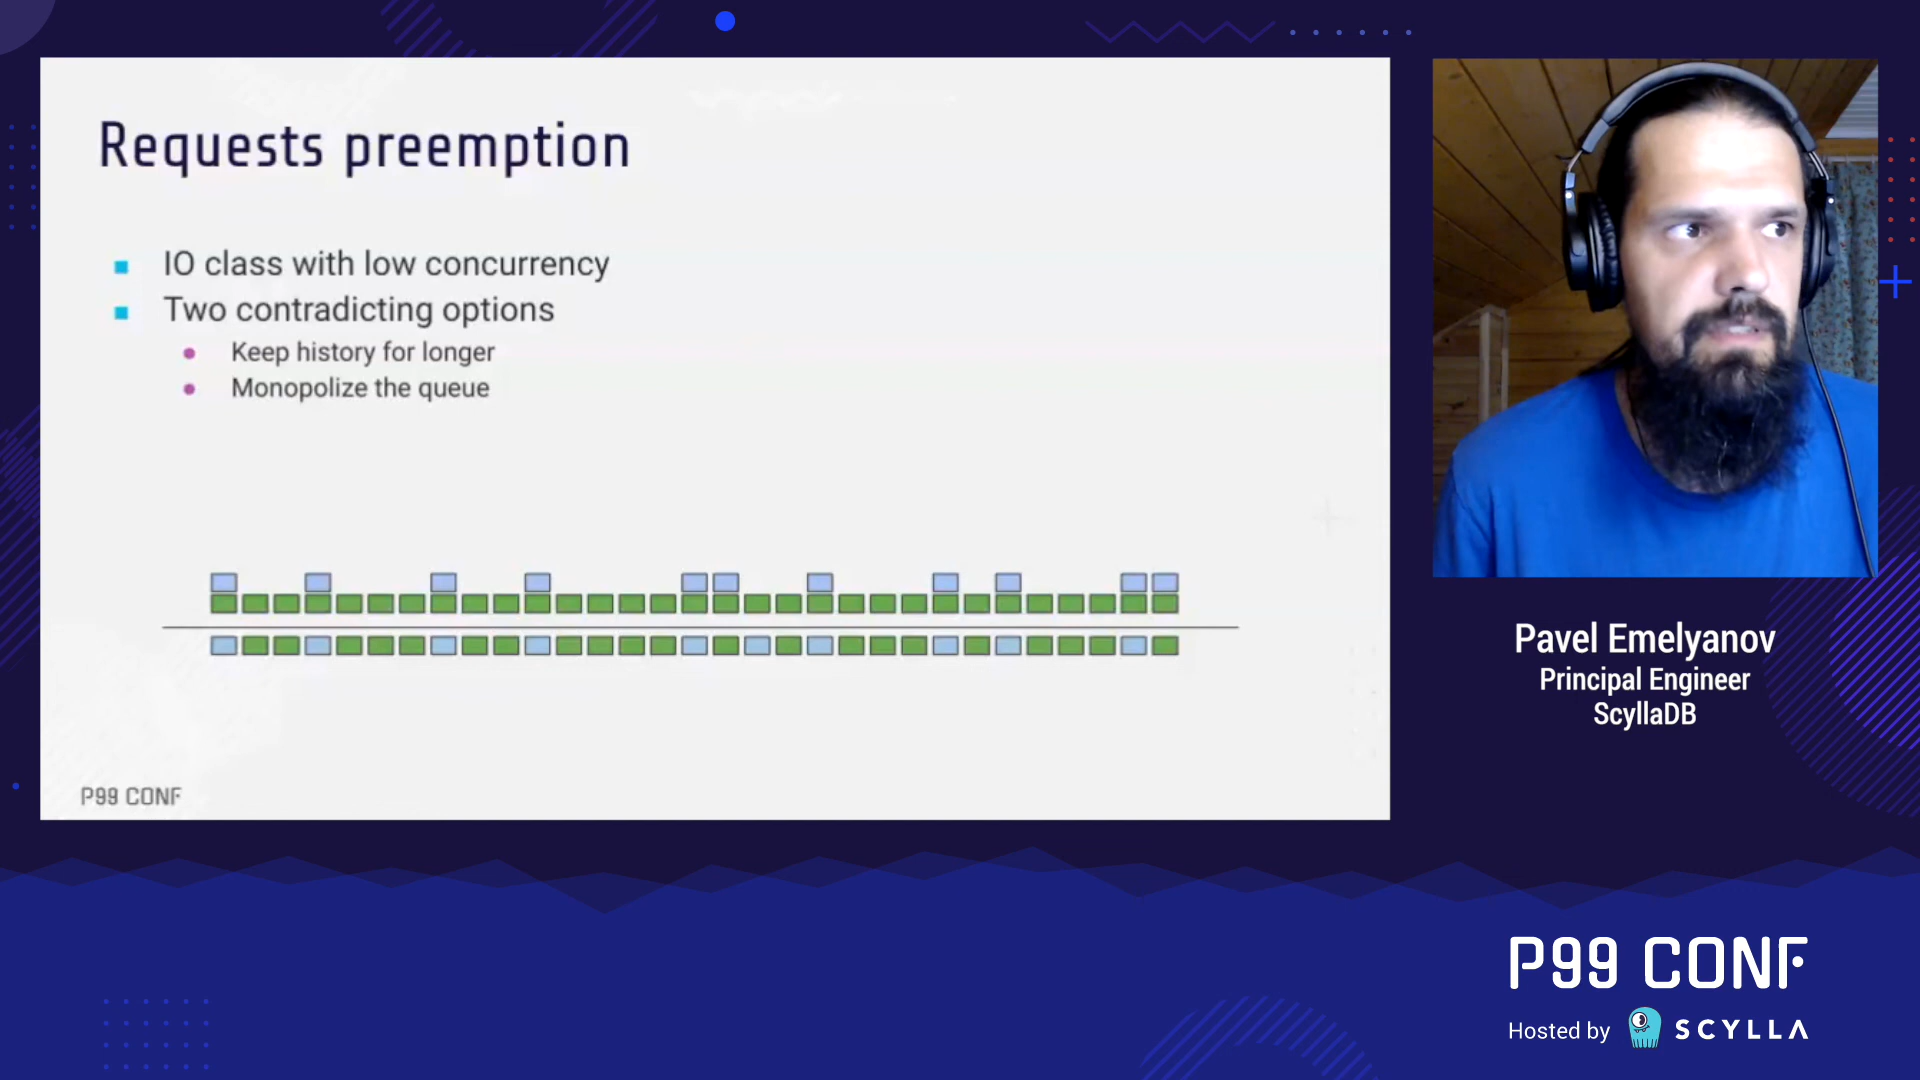 Requests preemption
IO class with low concurrency
Two contradicting options
Keep history for longer
Monopolize the queue
P99 CONF
Pavel Emelyanov
Principal Engineer
ScyllaDB
P99 CONF
Hosted by SCYLLA